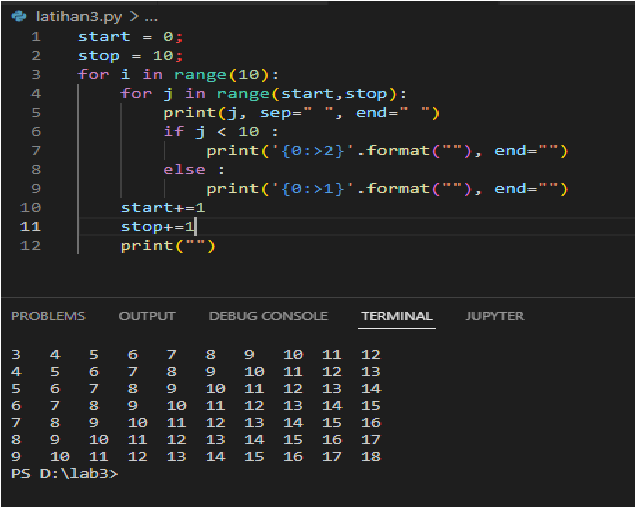 latihan3.py > ...
1 start = 0;
2 stop = 10;
3 for i in range(10):
4     for j in range(start,stop):
5         print(j, sep=" ", end=" ")
6         if j < 10 :
7             print('{0:>2}'.format(""), end="")
8         else :
9             print('{0:>1}'.format(""), end="")
10     start+=1
11     stop+=1
12     print("")
PROBLEMS OUTPUT DEBUG CONSOLE TERMINAL JUPYTER
3   4   5   6   7   8   9   10  11  12
4   5   6   7   8   9   10  11  12  13
5   6   7   8   9   10  11  12  13  14
6   7   8   9   10  11  12  13  14  15
7   8   9   10  11  12  13  14  15  16
8   9   10  11  12  13  14  15  16  17
9   10  11  12  13  14  15  16  17  18
PS D:\lab3>